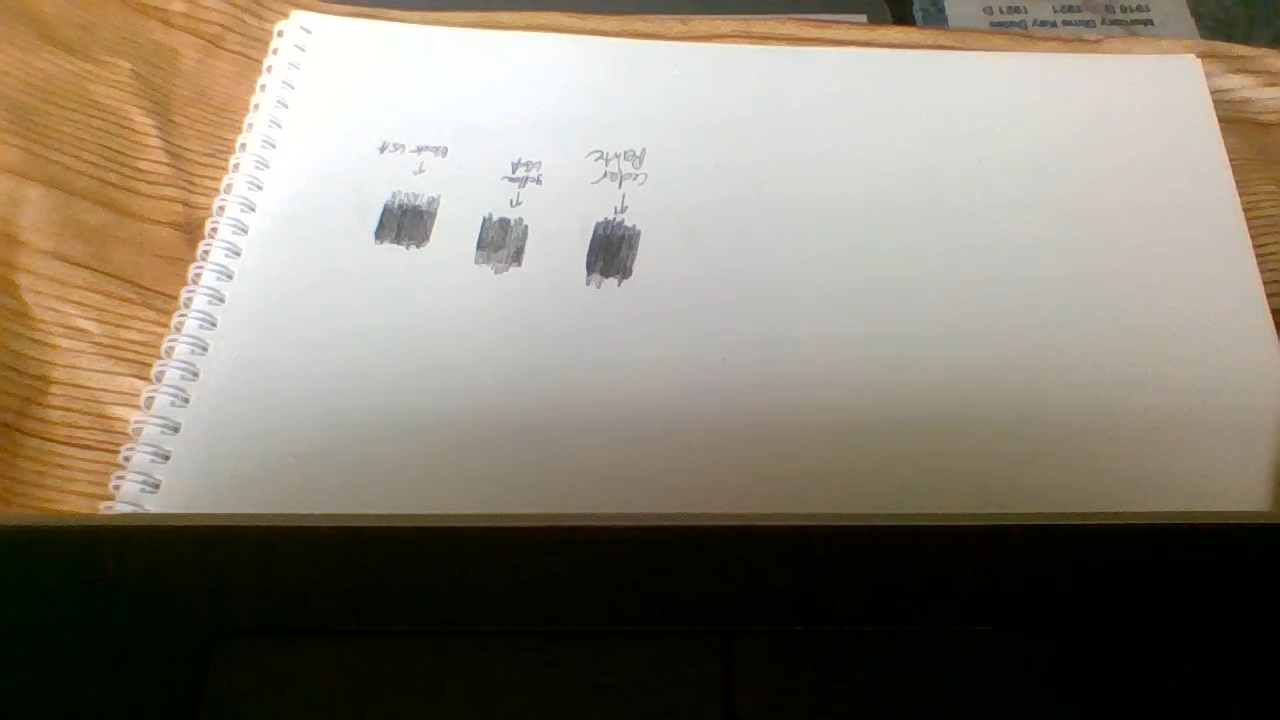 Cedar
Pointe
Yellow
USA
Black USA
Mercury Dime Key Dates
1916 D 1921 1921 D